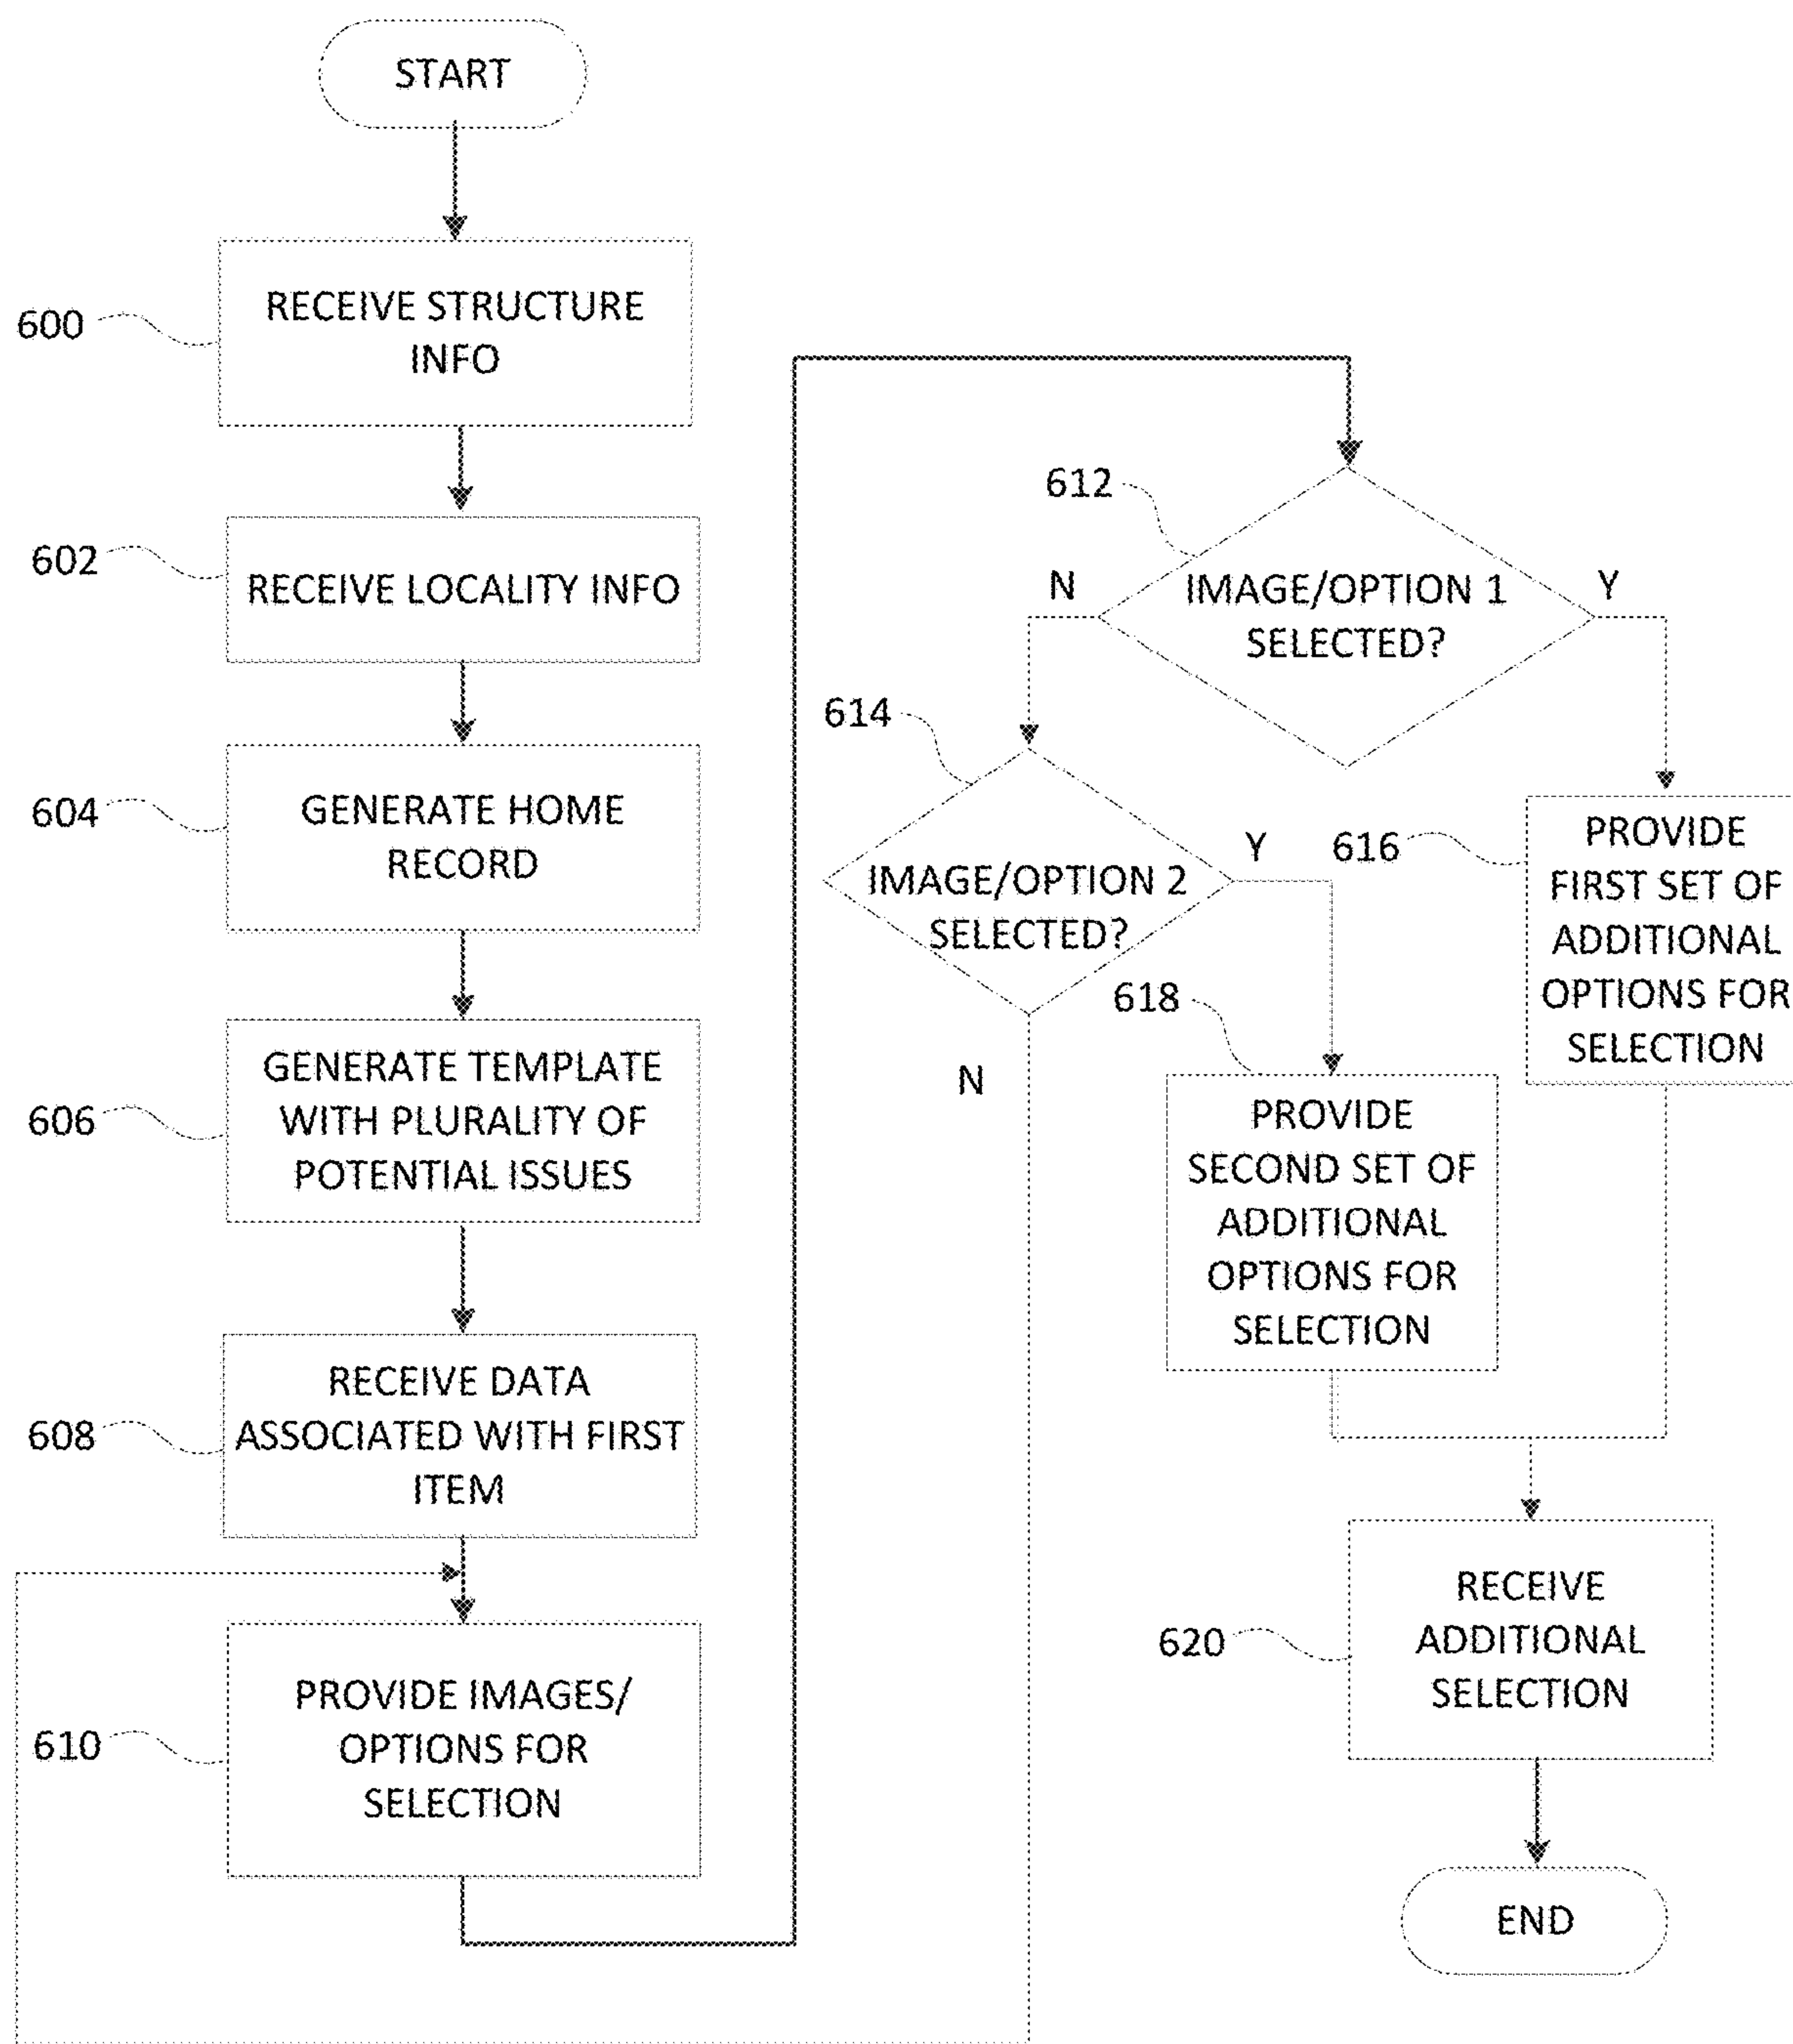 START
600
RECEIVE STRUCTURE
INFO
602
RECEIVE LOCALITY INFO
604
GENERATE HOME
RECORD
606
GENERATE TEMPLATE
WITH PLURALITY OF
POTENTIAL ISSUES
608
RECEIVE DATA
ASSOCIATED WITH FIRST
ITEM
610
PROVIDE IMAGES/
OPTIONS FOR
SELECTION
612
N
IMAGE/OPTION 1
SELECTED?
Y
614
IMAGE/OPTION 2
SELECTED?
Y
N
616
PROVIDE
FIRST SET OF
ADDITIONAL
OPTIONS FOR
SELECTION
618
PROVIDE
SECOND SET OF
ADDITIONAL
OPTIONS FOR
SELECTION
620
RECEIVE
ADDITIONAL
SELECTION
END